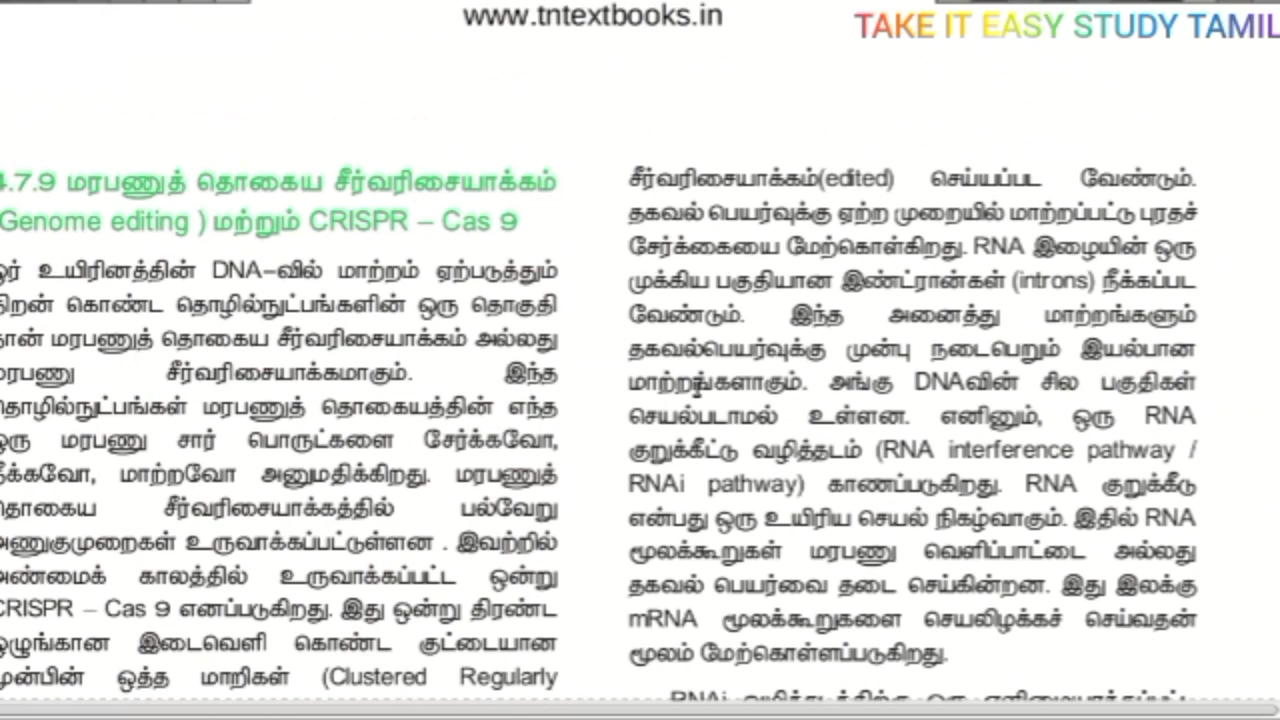 www.tntextbooks.in
TAKE IT EASY STUDY TAMIL
4.7.9 மரபணுத் தொகைய சீர்வரிசையாக்கம்
(Genome editing ) மற்றும் CRISPR – Cas 9
ஓர் உயிரினத்தின் DNA–வில் மாற்றம் ஏற்படுத்தும்
திறன் கொண்ட தொழில்நுட்பங்களின் ஒரு தொகுதி
தான் மரபணுத் தொகைய சீர்வரிசையாக்கம் அல்லது
மரபணு சீர்வரிசையாக்கமாகும். இந்த
தொழில்நுட்பங்கள் மரபணுத் தொகையத்தின் எந்த
ஒரு மரபணு சார் பொருட்களை சேர்க்கவோ,
நீக்கவோ, மாற்றவோ அனுமதிக்கிறது. மரபணுத்
தொகைய சீர்வரிசையாக்கத்தில் பல்வேறு
அணுகுமுறைகள் உருவாக்கப்பட்டுள்ளன . இவற்றில்
அண்மைக் காலத்தில் உருவாக்கப்பட்ட ஒன்று
CRISPR – Cas 9 எனப்படுகிறது. இது ஒன்று திரண்ட
ஒழுங்கான இடைவெளி கொண்ட குட்டையான
முன்பின் ஒத்த மாறிகள் (Clustered Regularly
சீர்வரிசையாக்கம்(edited) செய்யப்பட வேண்டும்.
தகவல் பெயர்வுக்கு ஏற்ற முறையில் மாற்றப்பட்டு புரதச்
சேர்க்கையை மேற்கொள்கிறது. RNA இழையின் ஒரு
முக்கிய பகுதியான இண்ட்ரான்கள் (introns) நீக்கப்பட
வேண்டும். இந்த அனைத்து மாற்றங்களும்
தகவல்பெயர்வுக்கு முன்பு நடைபெறும் இயல்பான
மாற்றங்களாகும். அங்கு DNAவின் சில பகுதிகள்
செயல்படாமல் உள்ளன. எனினும், ஒரு RNA
குறுக்கீட்டு வழித்தடம் (RNA interference pathway /
RNAi pathway) காணப்படுகிறது. RNA குறுக்கீடு
என்பது ஒரு உயிரிய செயல் நிகழ்வாகும். இதில் RNA
மூலக்கூறுகள் மரபணு வெளிப்பாட்டை அல்லது
தகவல் பெயர்வை தடை செய்கின்றன. இது இலக்கு
mRNA மூலக்கூறுகளை செயலிழக்கச் செய்வதன்
மூலம் மேற்கொள்ளப்படுகிறது.
RNAi